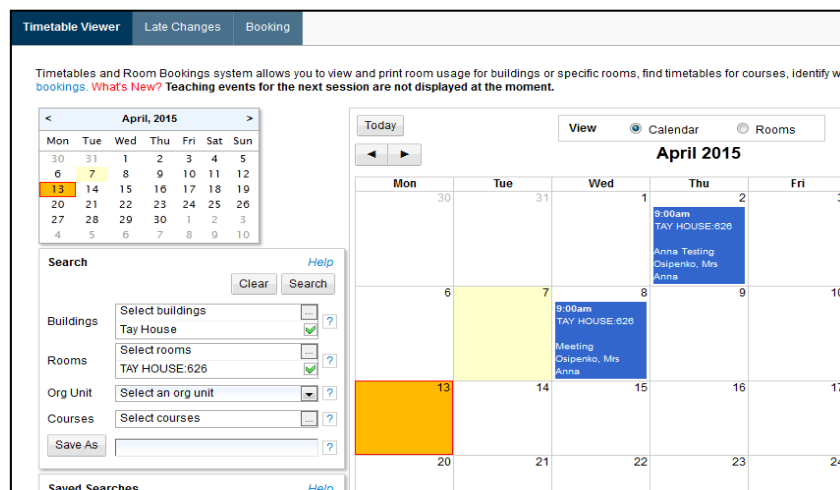 Timetable Viewer Late Changes Booking
Timetables and Room Bookings system allows you to view and print room usage for buildings or specific rooms, find timetables for courses, identify
bookings. What's New? Teaching events for the next session are not displayed at the moment.
< April, 2015 >
Mon Tue Wed Thu Fri Sat Sun
30 31 1 2 3 4 5
6 7 8 9 10 11 12
13 14 15 16 17 18 19
20 21 22 23 24 25 26
27 28 29 30 1 2 3
4 5 6 7 8 9 10
Search Help
Clear Search
Buildings Select buildings ... ?
Tay House
Rooms Select rooms ... ?
TAY HOUSE:626
Org Unit Select an org unit ?
Courses Select courses ... ?
Save As ?
Saved Searches Help
Today View Calendar Rooms
April 2015
Mon Tue Wed Thu Fri
30 31 1 2 3
9:00am
TAY HOUSE:626
Anna Testing
Osipenko, Mrs
Anna
6 7 8 9 10
9:00am
TAY HOUSE:626
Meeting
Osipenko, Mrs
Anna
13 14 15 16 17
20 21 22 23 24